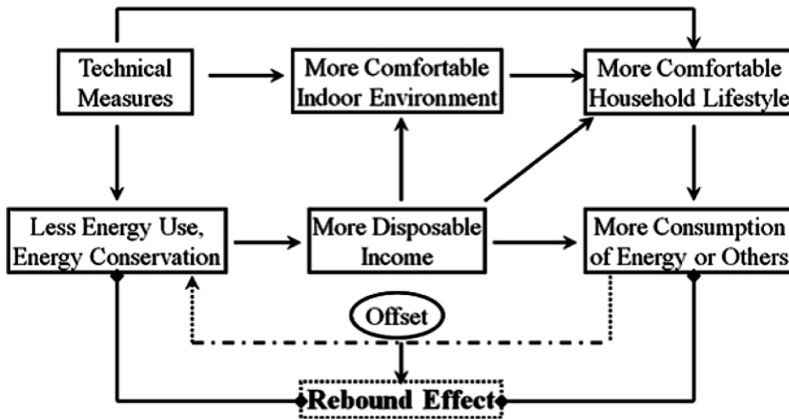 Technical
Measures
More Comfortable
Indoor Environment
More Comfortable
Household Lifestyle
Less Energy Use,
Energy Conservation
More Disposable
Income
More Consumption
of Energy or Others
Offset
Rebound Effect